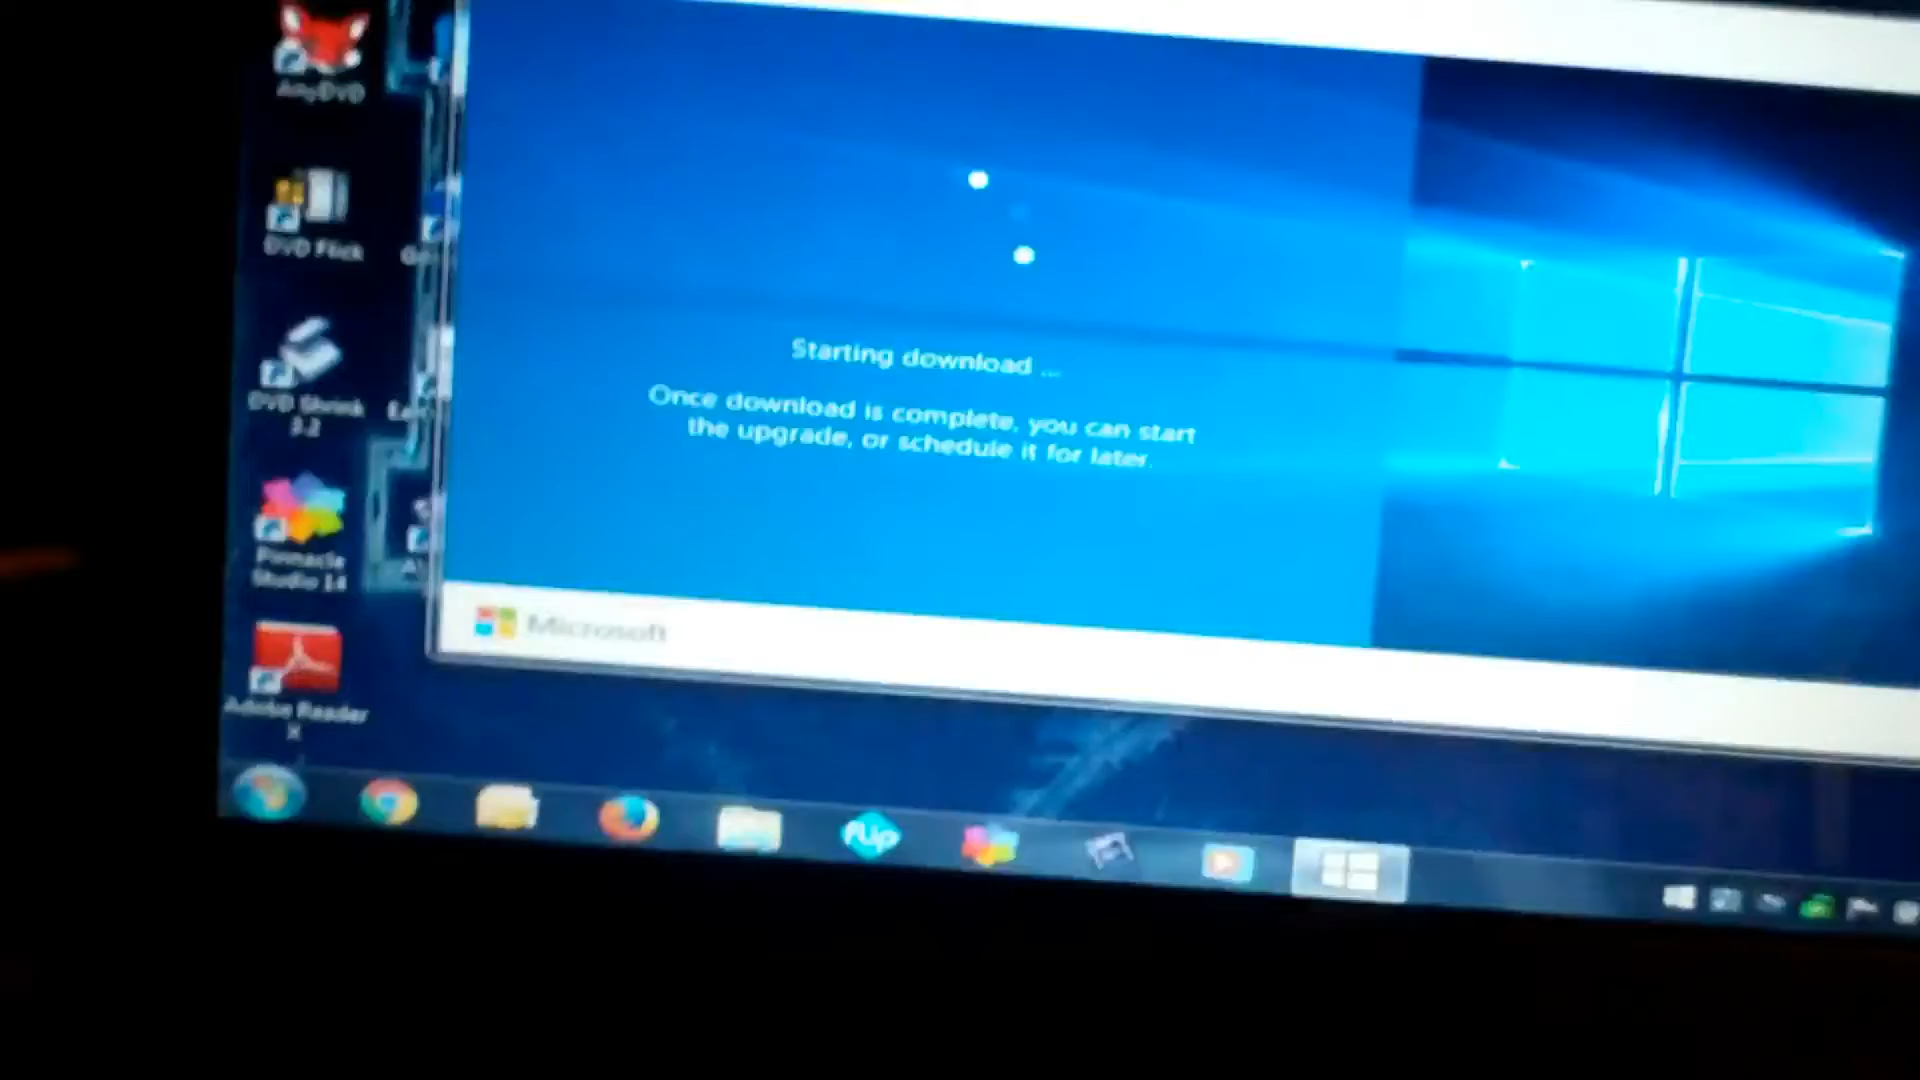 AnyDVD
DVD Flick
DVD Shrink
3.2
Pinnacle
Studio 14
Adobe Reader
X
Starting download ...
Once download is complete, you can start
the upgrade, or schedule it for later.
Microsoft
flip